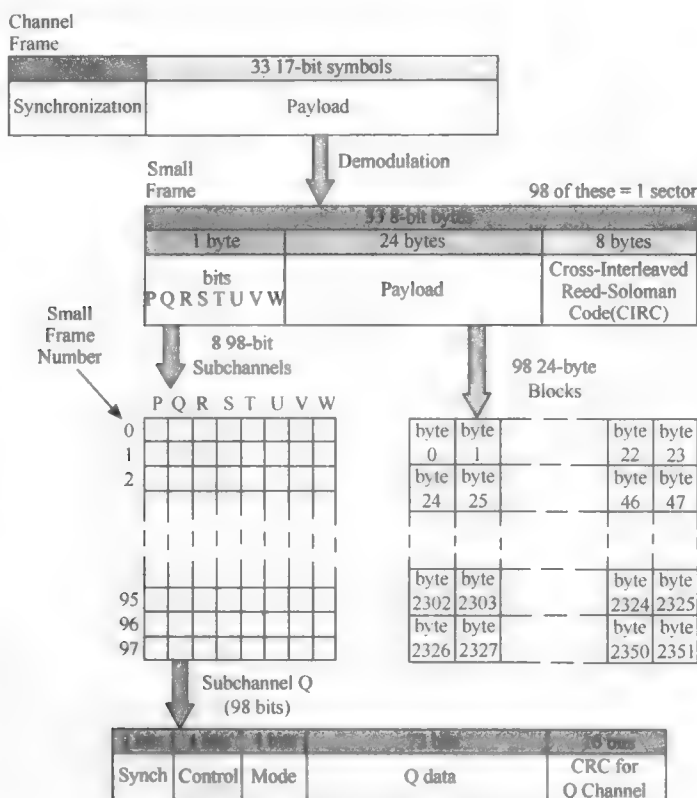 Channel
Frame
33 17-bit symbols
Synchronization
Payload
Demodulation
Small
Frame
98 of these = 1 sector
33 8-bit bytes
1 byte
24 bytes
8 bytes
bits
P Q R S T U V W
Payload
Cross-Interleaved
Reed-Soloman
Code(CIRC)
Small
Frame
Number
8 98-bit
Subchannels
98 24-byte
Blocks
P Q R S T U V W
0
1
2
95
96
97
byte 0
byte 1
byte 22
byte 23
byte 24
byte 25
byte 46
byte 47
byte 2302
byte 2303
byte 2324
byte 2325
byte 2326
byte 2327
byte 2350
byte 2351
Subchannel Q
(98 bits)
Synch
Control
Mode
Q data
CRC for
Q Channel